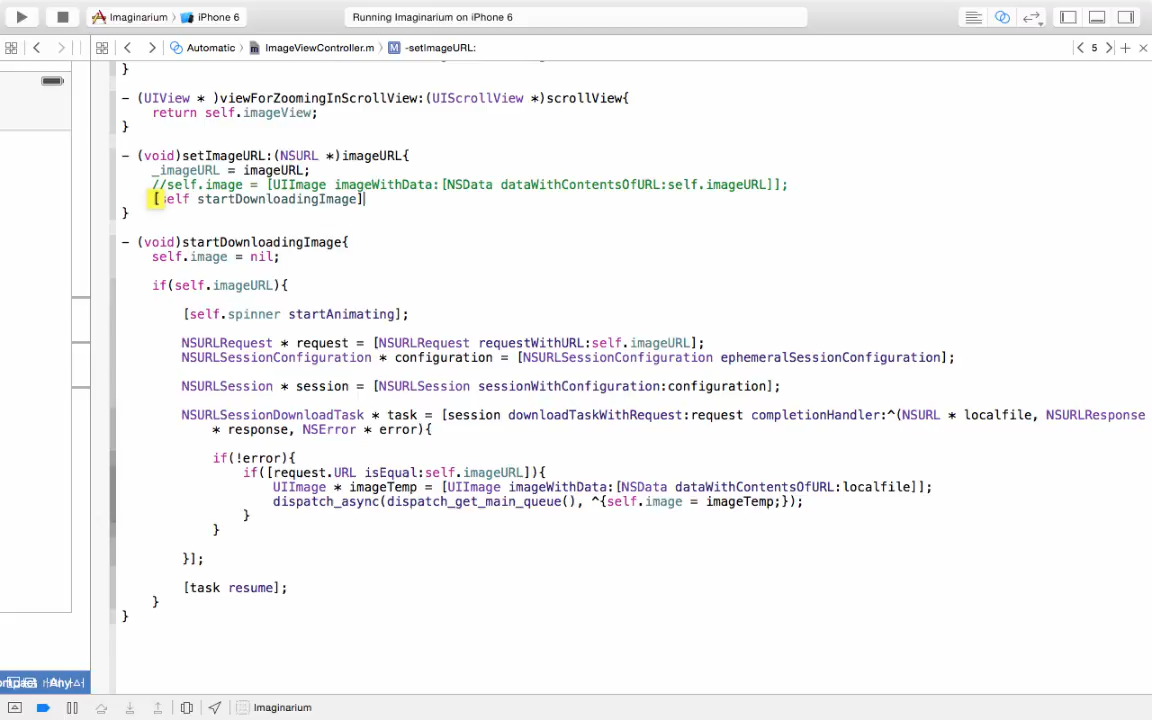 Imaginarium
iPhone 6
Running Imaginarium on iPhone 6
Automatic
ImageViewController.m
M
-setImageURL:
5
}
- (UIView * )viewForZoomingInScrollView:(UIScrollView *)scrollView{
return self.imageView;
}
- (void)setImageURL:(NSURL *)imageURL{
_imageURL = imageURL;
//self.image = [UIImage imageWithData:[NSData dataWithContentsOfURL:self.imageURL]];
[self startDownloadingImage]
}
- (void)startDownloadingImage{
self.image = nil;
if(self.imageURL){
[self.spinner startAnimating];
NSURLRequest * request = [NSURLRequest requestWithURL:self.imageURL];
NSURLSessionConfiguration * configuration = [NSURLSessionConfiguration ephemeralSessionConfiguration];
NSURLSession * session = [NSURLSession sessionWithConfiguration:configuration];
NSURLSessionDownloadTask * task = [session downloadTaskWithRequest:request completionHandler:^(NSURL * localfile, NSURLResponse
* response, NSError * error){
if(!error){
if([request.URL isEqual:self.imageURL]){
UIImage * imageTemp = [UIImage imageWithData:[NSData dataWithContentsOfURL:localfile]];
dispatch_async(dispatch_get_main_queue(), ^{self.image = imageTemp;});
}
}
}];
[task resume];
}
}
Any
Imaginarium